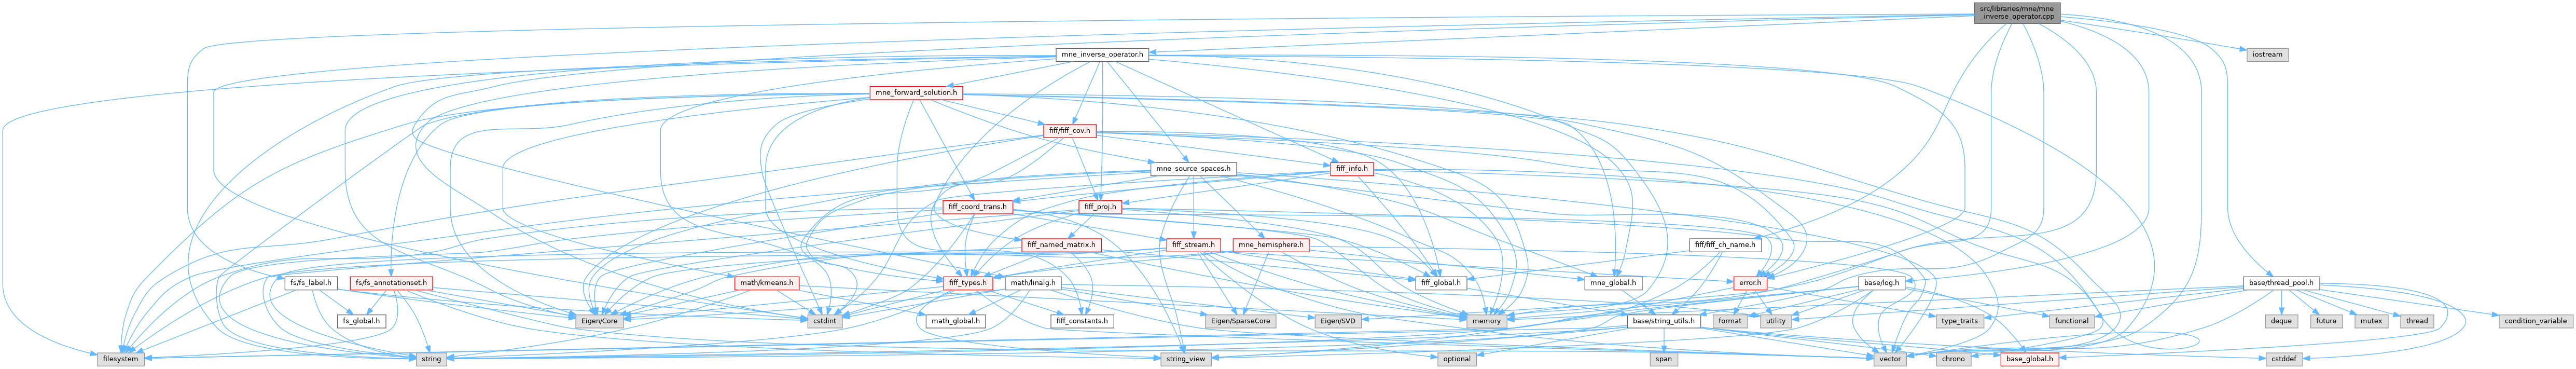 src/libraries/mne/mne
_inverse_operator.cpp
mne_inverse_operator.h
iostream
mne_forward_solution.h
fiff/fiff_cov.h
mne_source_spaces.h
fiff_info.h
fiff_coord_trans.h
fiff_proj.h
fiff_named_matrix.h
fiff_stream.h
mne_hemisphere.h
fiff/fiff_ch_name.h
fs/fs_label.h
fs/fs_annotationset.h
math/kmeans.h
fiff_types.h
math/linalg.h
fiff_global.h
mne_global.h
error.h
base/log.h
base/thread_pool.h
fs_global.h
Eigen/Core
cstdint
math_global.h
fiff_constants.h
Eigen/SparseCore
Eigen/SVD
memory
base/string_utils.h
format
utility
type_traits
functional
deque
future
mutex
thread
condition_variable
filesystem
string
string_view
optional
span
vector
chrono
base_global.h
cstddef